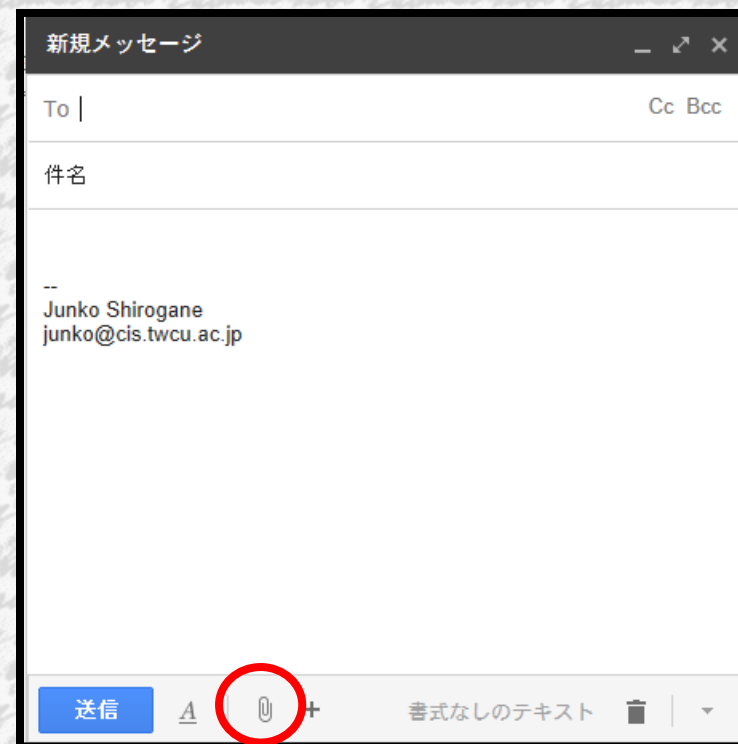 新規メッセージ
To Cc Bcc
件名
--
Junko Shirogane
junko@cis.twcu.ac.jp
送信 A 書式なしのテキスト